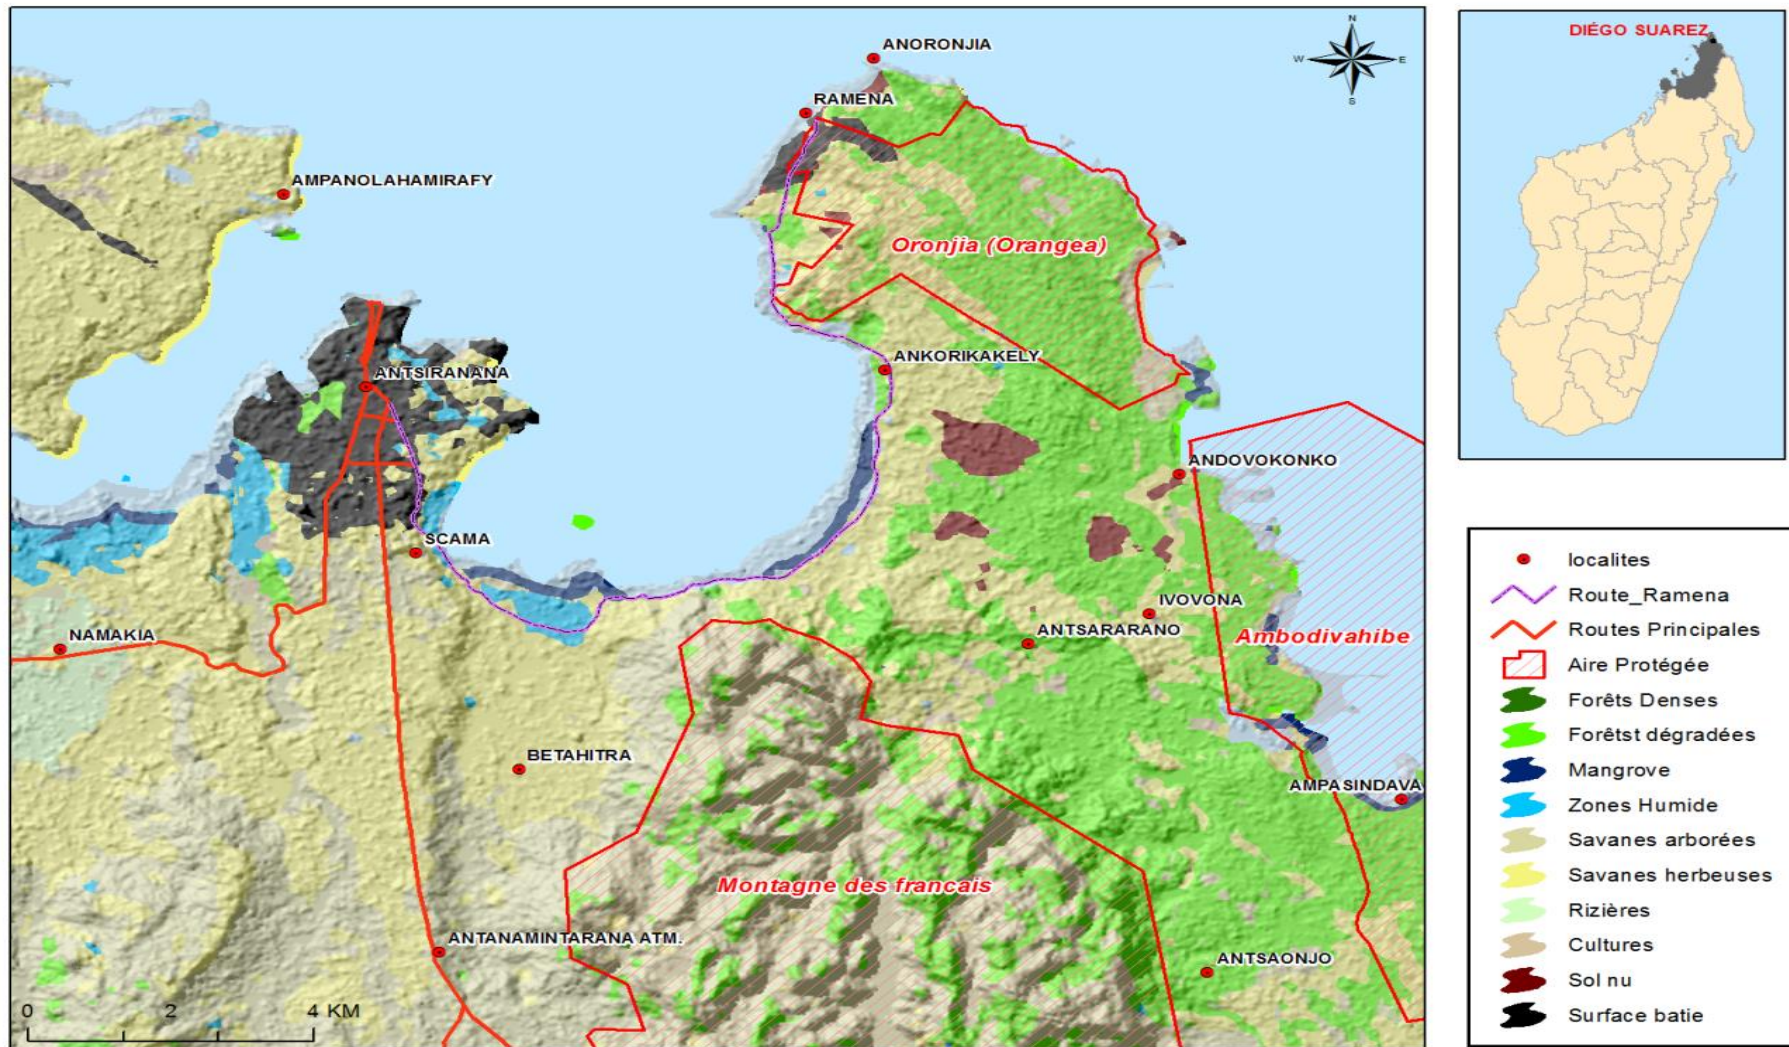 ANORONJIA
N
W
E
S
RAMENA
AMPANOLAHAMIRAFY
Oronjia (Orangea)
ANKORIKAKELY
ANTSIRANANA
ANDOVOKONKO
SCAMA
IVOVONA
NAMAKIA
ANTSARARANO
Ambodivahibe
BETAHITRA
AMPASINDAVA
Montagne des francais
ANTANAMINTARANA ATM.
ANTSAONJO
0 2 4 KM
DIÉGO SUAREZ
localites
Route_Ramena
Routes Principales
Aire Protégée
Forêts Denses
Forêtst dégradées
Mangrove
Zones Humide
Savanes arborées
Savanes herbeuses
Rizières
Cultures
Sol nu
Surface batie